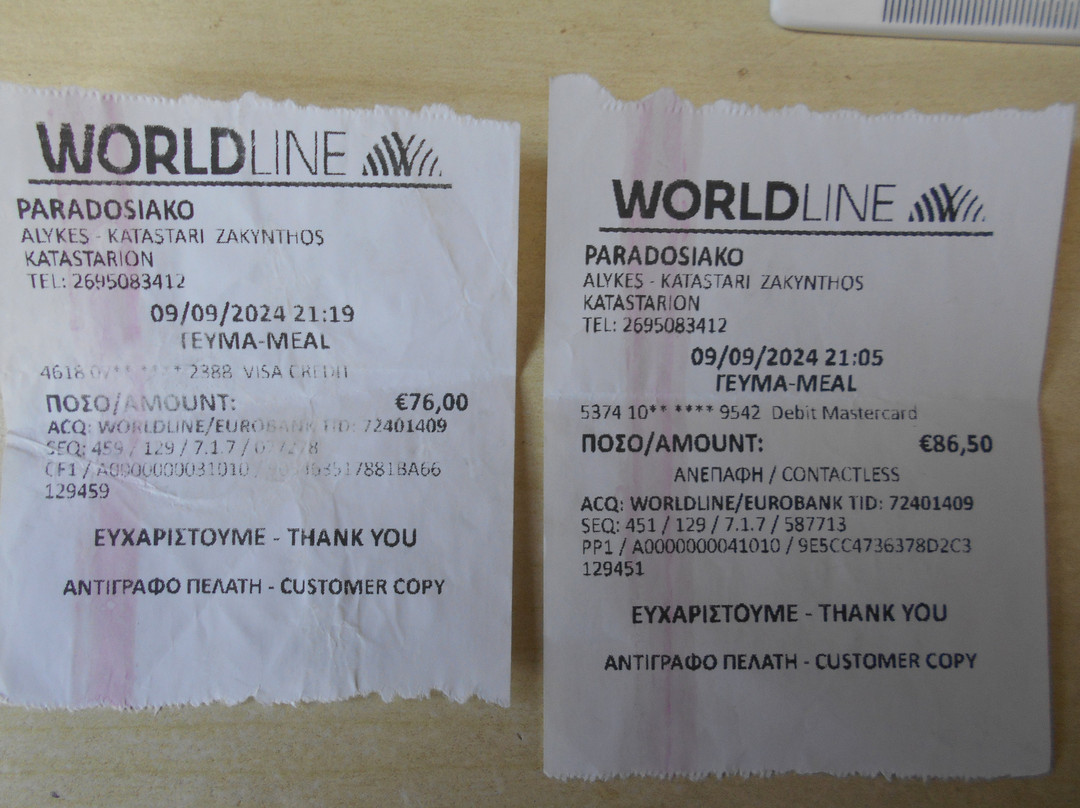 WORLDLINE
PARADOSIAKO
ALYKES - KATASTARI ZAKYNTHOS
KATASTARION
TEL: 2695083412
09/09/2024 21:19
ΓΕΥΜΑ-MEAL
4618 0 2388 VISA CREDIT
ΠΟΣΟ/AMOUNT: €76,00
ACQ: WORLDLINE/EUROBANK TID: 72401409
SEQ: 459 / 129 / 7.1.7 /
CF1 / A0000000031010 /
129459
ΕΥΧΑΡΙΣΤΟΥΜΕ - THANK YOU
ΑΝΤΙΓΡΑΦΟ ΠΕΛΑΤΗ - CUSTOMER COPY
WORLDLINE
PARADOSIAKO
ALYKES - KATASTARI ZAKYNTHOS
KATASTARION
TEL: 2695083412
09/09/2024 21:05
ΓΕΥΜΑ-MEAL
5374 10** **** 9542 Debit Mastercard
ΠΟΣΟ/AMOUNT: €86,50
ΑΝΕΠΑΦΗ / CONTACTLESS
ACQ: WORLDLINE/EUROBANK TID: 72401409
SEQ: 451 / 129 / 7.1.7 / 587713
PP1 / A0000000041010 / 9E5CC4736378D2C3
129451
ΕΥΧΑΡΙΣΤΟΥΜΕ - THANK YOU
ΑΝΤΙΓΡΑΦΟ ΠΕΛΑΤΗ - CUSTOMER COPY